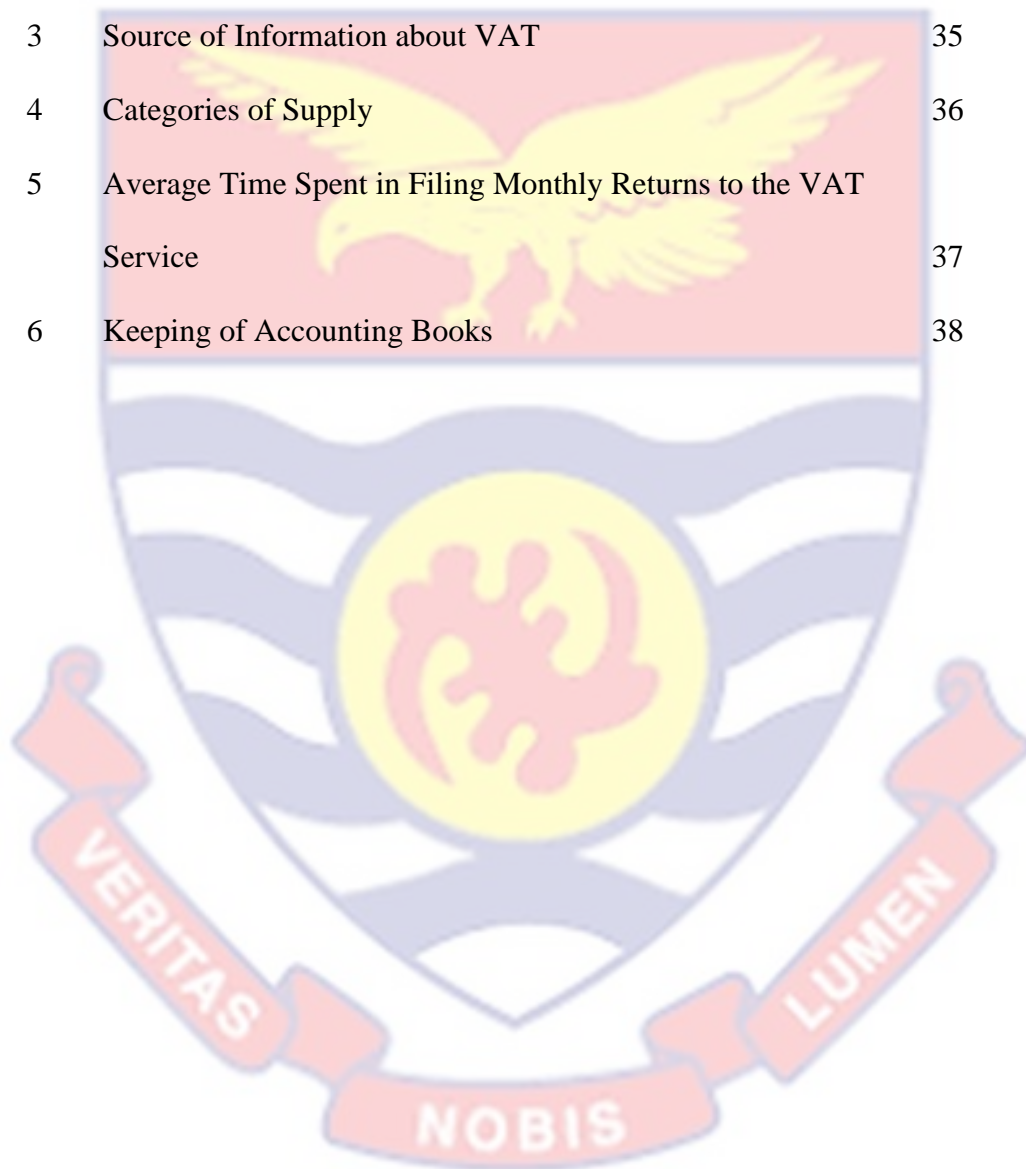 3 Source of Information about VAT 35
4 Categories of Supply 36
5 Average Time Spent in Filing Monthly Returns to the VAT
Service 37
6 Keeping of Accounting Books 38
VERITAS
NOBIS
LUMEN